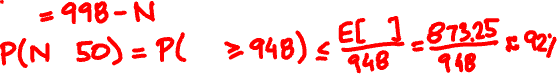 = 998 - N
P(N 50) = P( ≥ 948) ≤ E[ ]/948 = 873.25/948 ≈ 92%